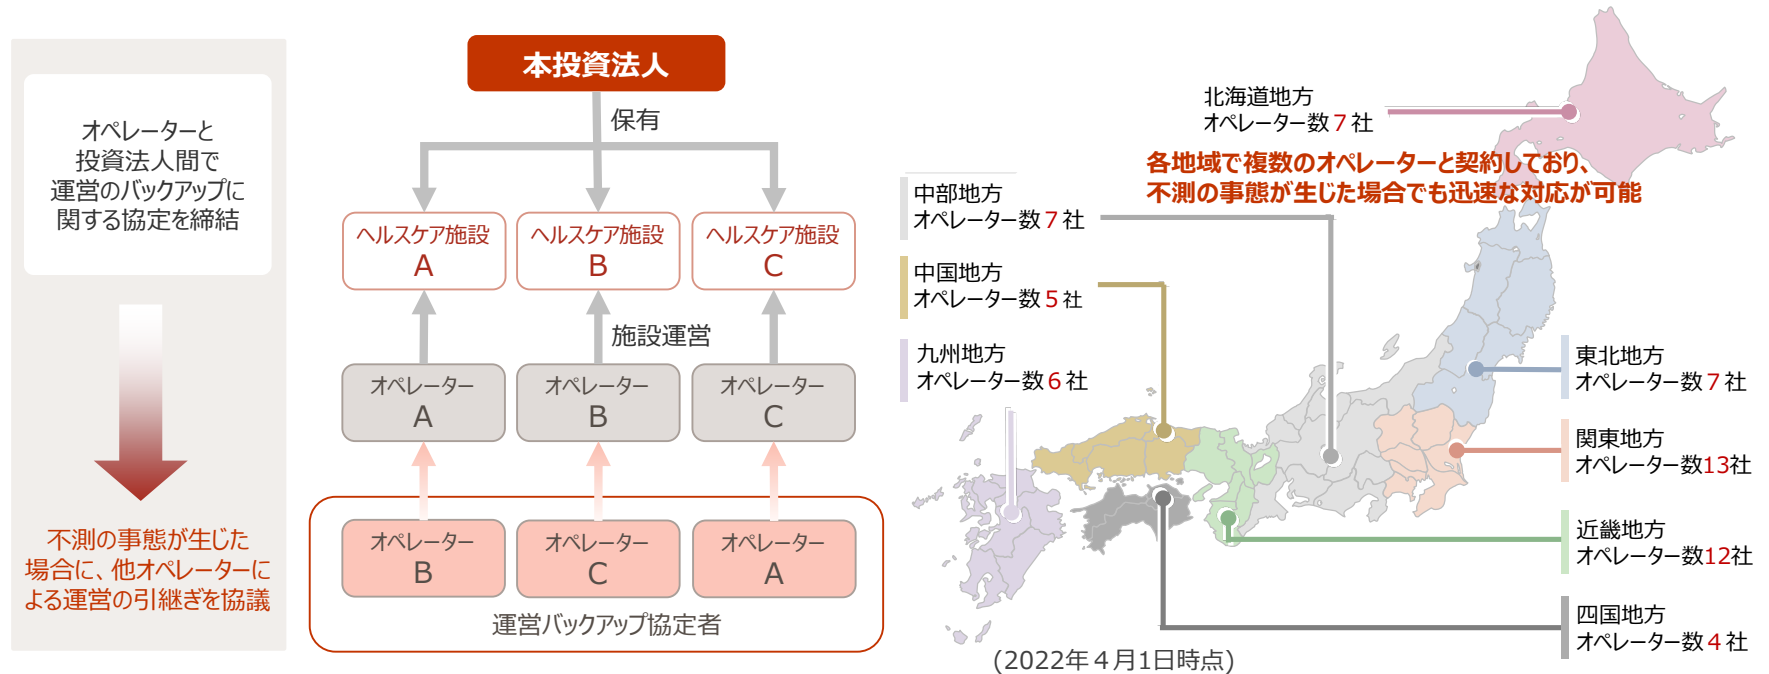 オペレーターと
投資法人間で
運営のバックアップに
関する協定を締結
不測の事態が生じた
場合に、他オペレーターに
よる運営の引継ぎを協議
本投資法人
保有
ヘルスケア施設
A
ヘルスケア施設
B
ヘルスケア施設
C
施設運営
オペレーター
A
オペレーター
B
オペレーター
C
オペレーター
B
オペレーター
C
オペレーター
A
運営バックアップ協定者
北海道地方
オペレーター数7社
各地域で複数のオペレーターと契約しており、
不測の事態が生じた場合でも迅速な対応が可能
中部地方
オペレーター数7社
中国地方
オペレーター数5社
九州地方
オペレーター数6社
東北地方
オペレーター数7社
関東地方
オペレーター数13社
近畿地方
オペレーター数12社
四国地方
オペレーター数4社
(2022年4月1日時点)